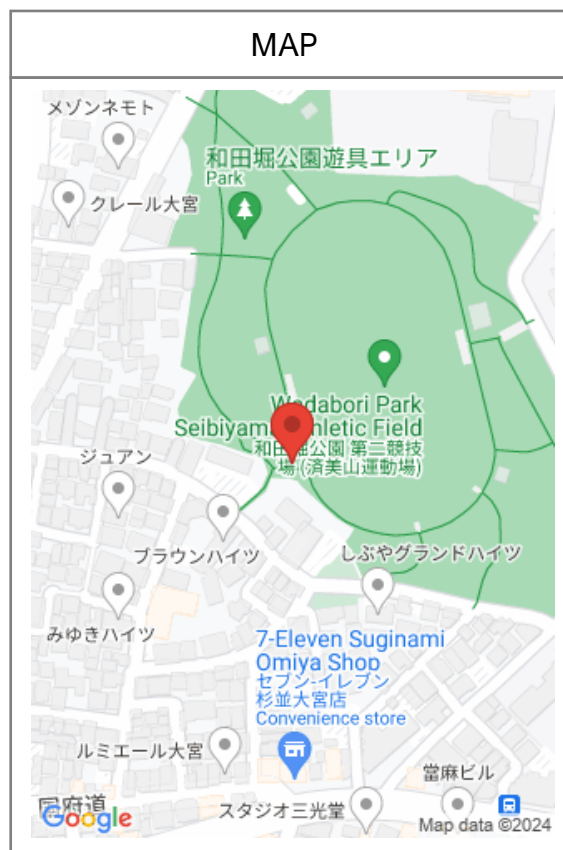 MAP
メゾンネモト
和田堀公園遊具エリア
Park
クレール大宮
Wadabori Park
Seibiyama Athletic Field
和田堀公園 第二競技
場 (済美山運動場)
ジュアン
ブラウンハイツ
しぶやグランドハイツ
みゆきハイツ
7-Eleven Suginami
Omiya Shop
セブン-イレブン
杉並大宮店
Convenience store
ルミエール大宮
當麻ビル
スタジオ三光堂
Google
Map data ©2024